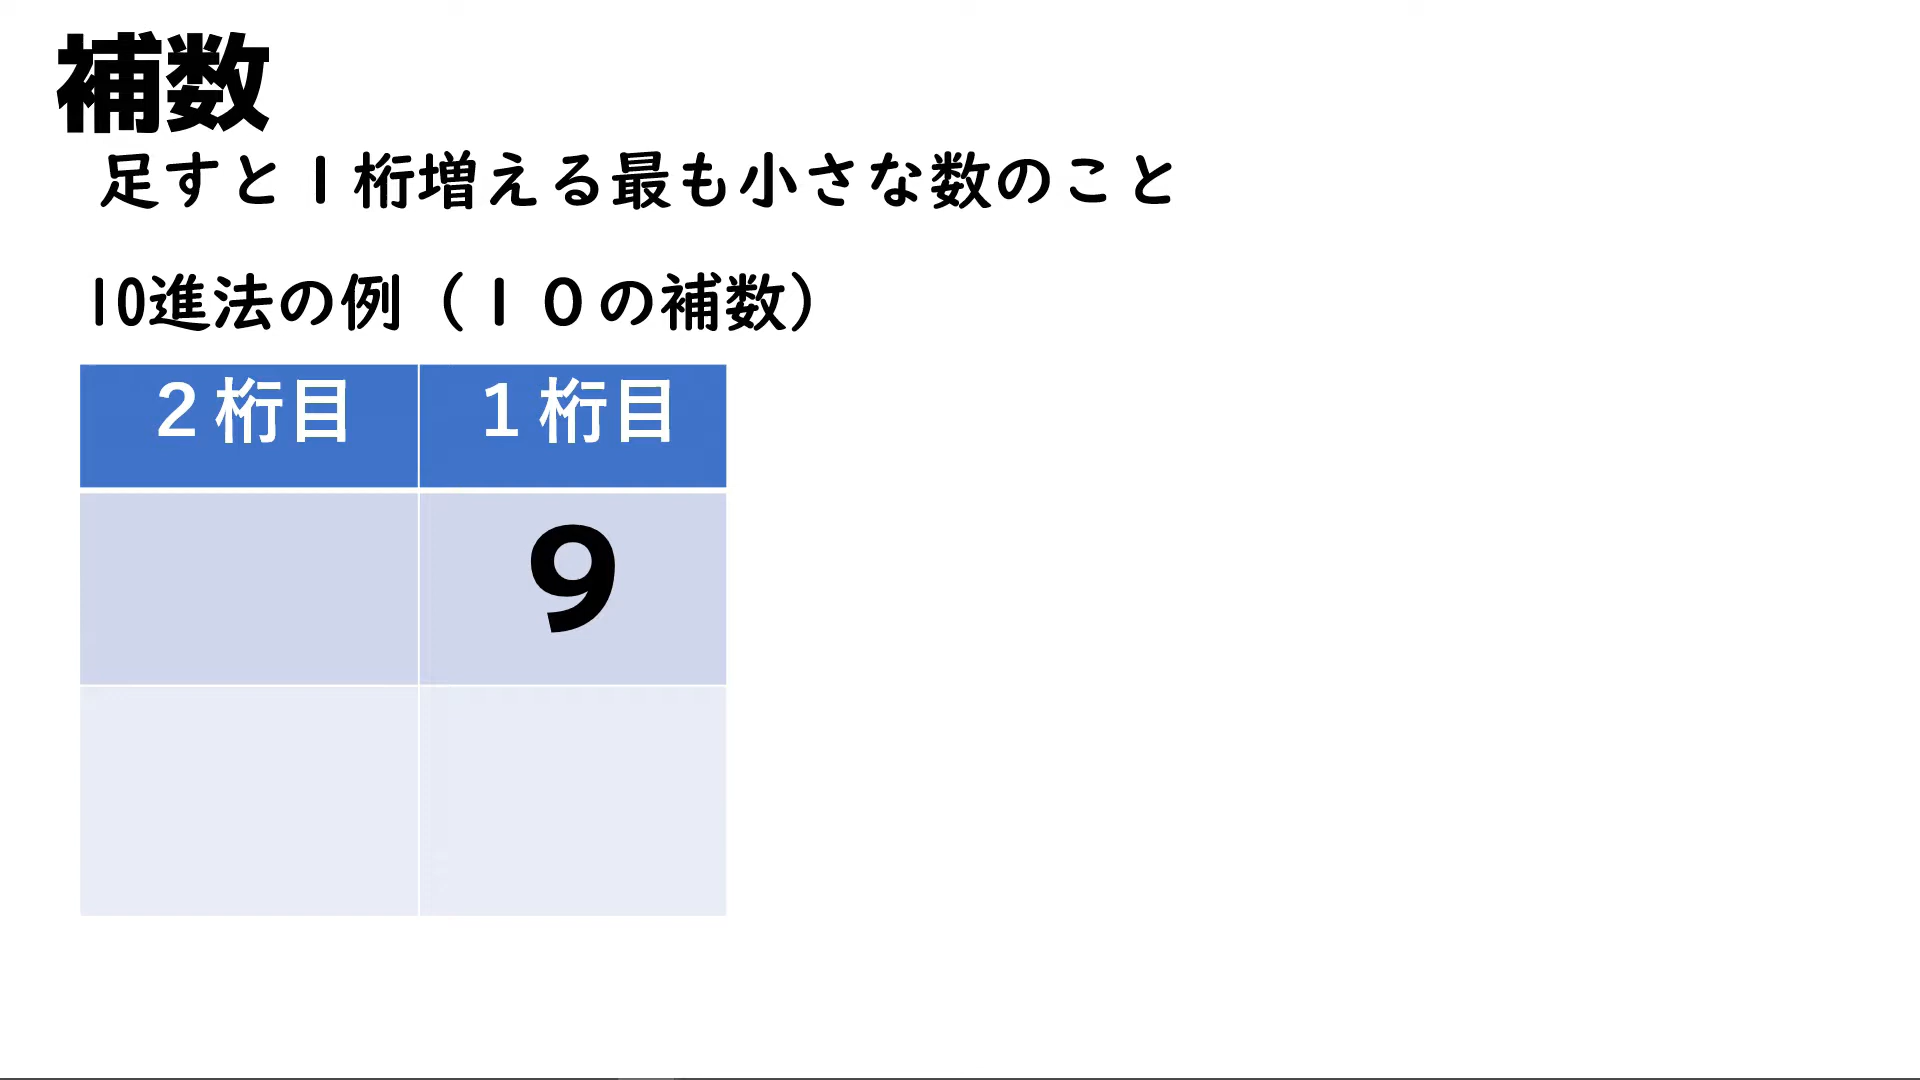 補数
足すと１桁増える最も小さな数のこと
10進法の例（１０の補数）
２桁目 １桁目
9